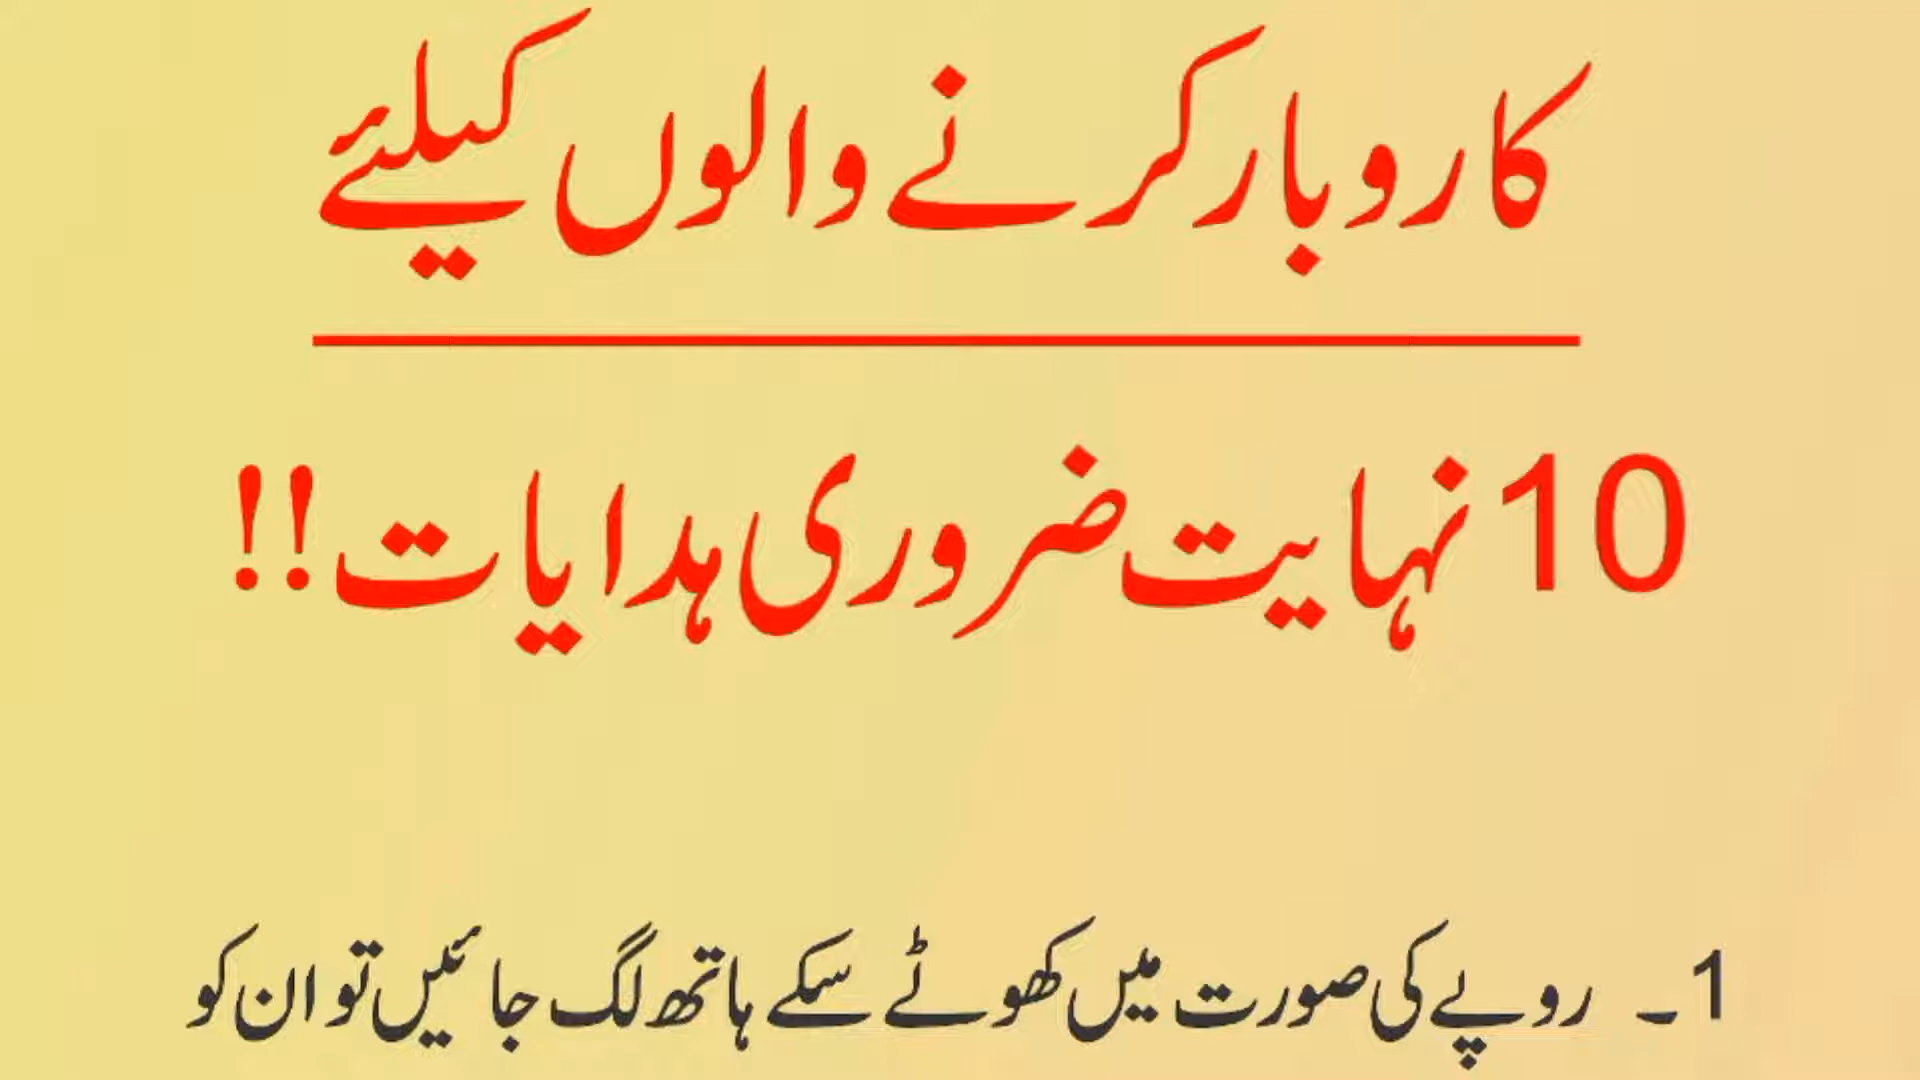 کاروبار کرنے والوں کیلئے
10 نہایت ضروری ہدایات!!
1۔ روپے کی صورت میں کھوٹے سکے ہاتھ لگ جائیں تو ان کو